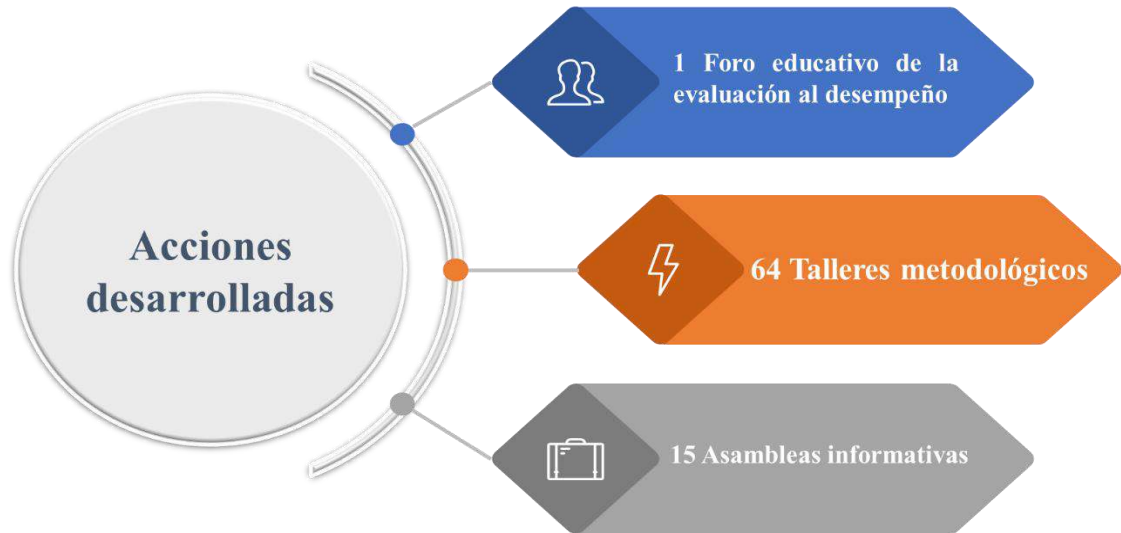 Acciones
desarrolladas
1 Foro educativo de la
evaluación al desempeño
64 Talleres metodológicos
15 Asambleas informativas